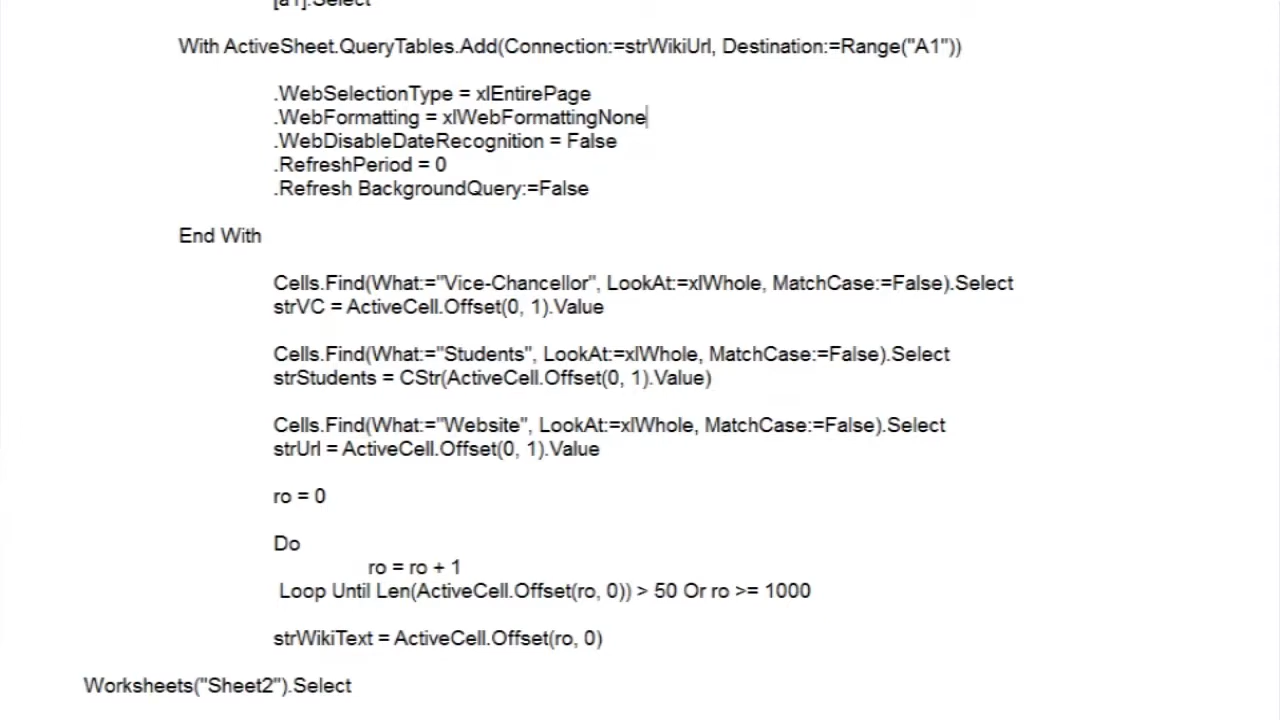 [a1].Select
With ActiveSheet.QueryTables.Add(Connection:=strWikiUrl, Destination:=Range("A1"))
.WebSelectionType = xlEntirePage
.WebFormatting = xlWebFormattingNone
.WebDisableDateRecognition = False
.RefreshPeriod = 0
.Refresh BackgroundQuery:=False
End With
Cells.Find(What:="Vice-Chancellor", LookAt:=xlWhole, MatchCase:=False).Select
strVC = ActiveCell.Offset(0, 1).Value
Cells.Find(What:="Students", LookAt:=xlWhole, MatchCase:=False).Select
strStudents = CStr(ActiveCell.Offset(0, 1).Value)
Cells.Find(What:="Website", LookAt:=xlWhole, MatchCase:=False).Select
strUrl = ActiveCell.Offset(0, 1).Value
ro = 0
Do
ro = ro + 1
Loop Until Len(ActiveCell.Offset(ro, 0)) > 50 Or ro >= 1000
strWikiText = ActiveCell.Offset(ro, 0)
Worksheets("Sheet2").Select